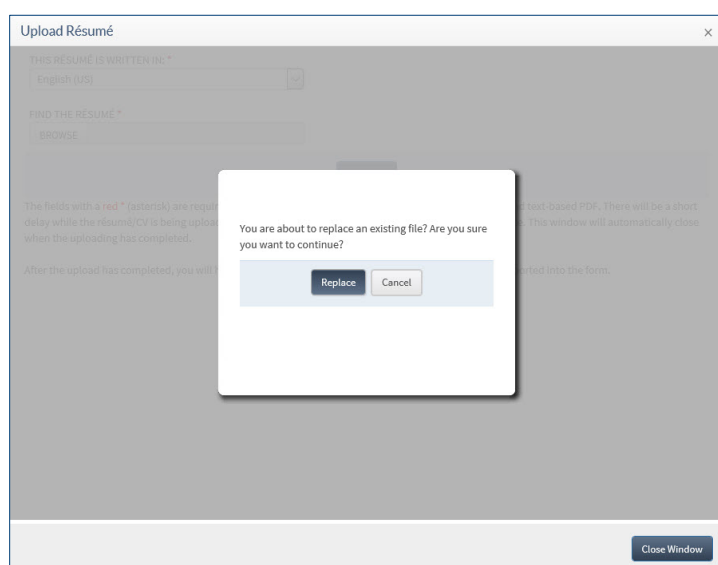 Upload Résumé
×
THIS RÉSUMÉ IS WRITTEN IN: *
English (US)
FIND THE RÉSUMÉ *
BROWSE
The fields with a red * (asterisk) are requir
d text-based PDF. There will be a short
delay while the résumé/CV is being uploa
e. This window will automatically close
when the uploading has completed.
After the upload has completed, you will h
orted into the form.
You are about to replace an existing file? Are you sure
you want to continue?
Replace Cancel
Close Window